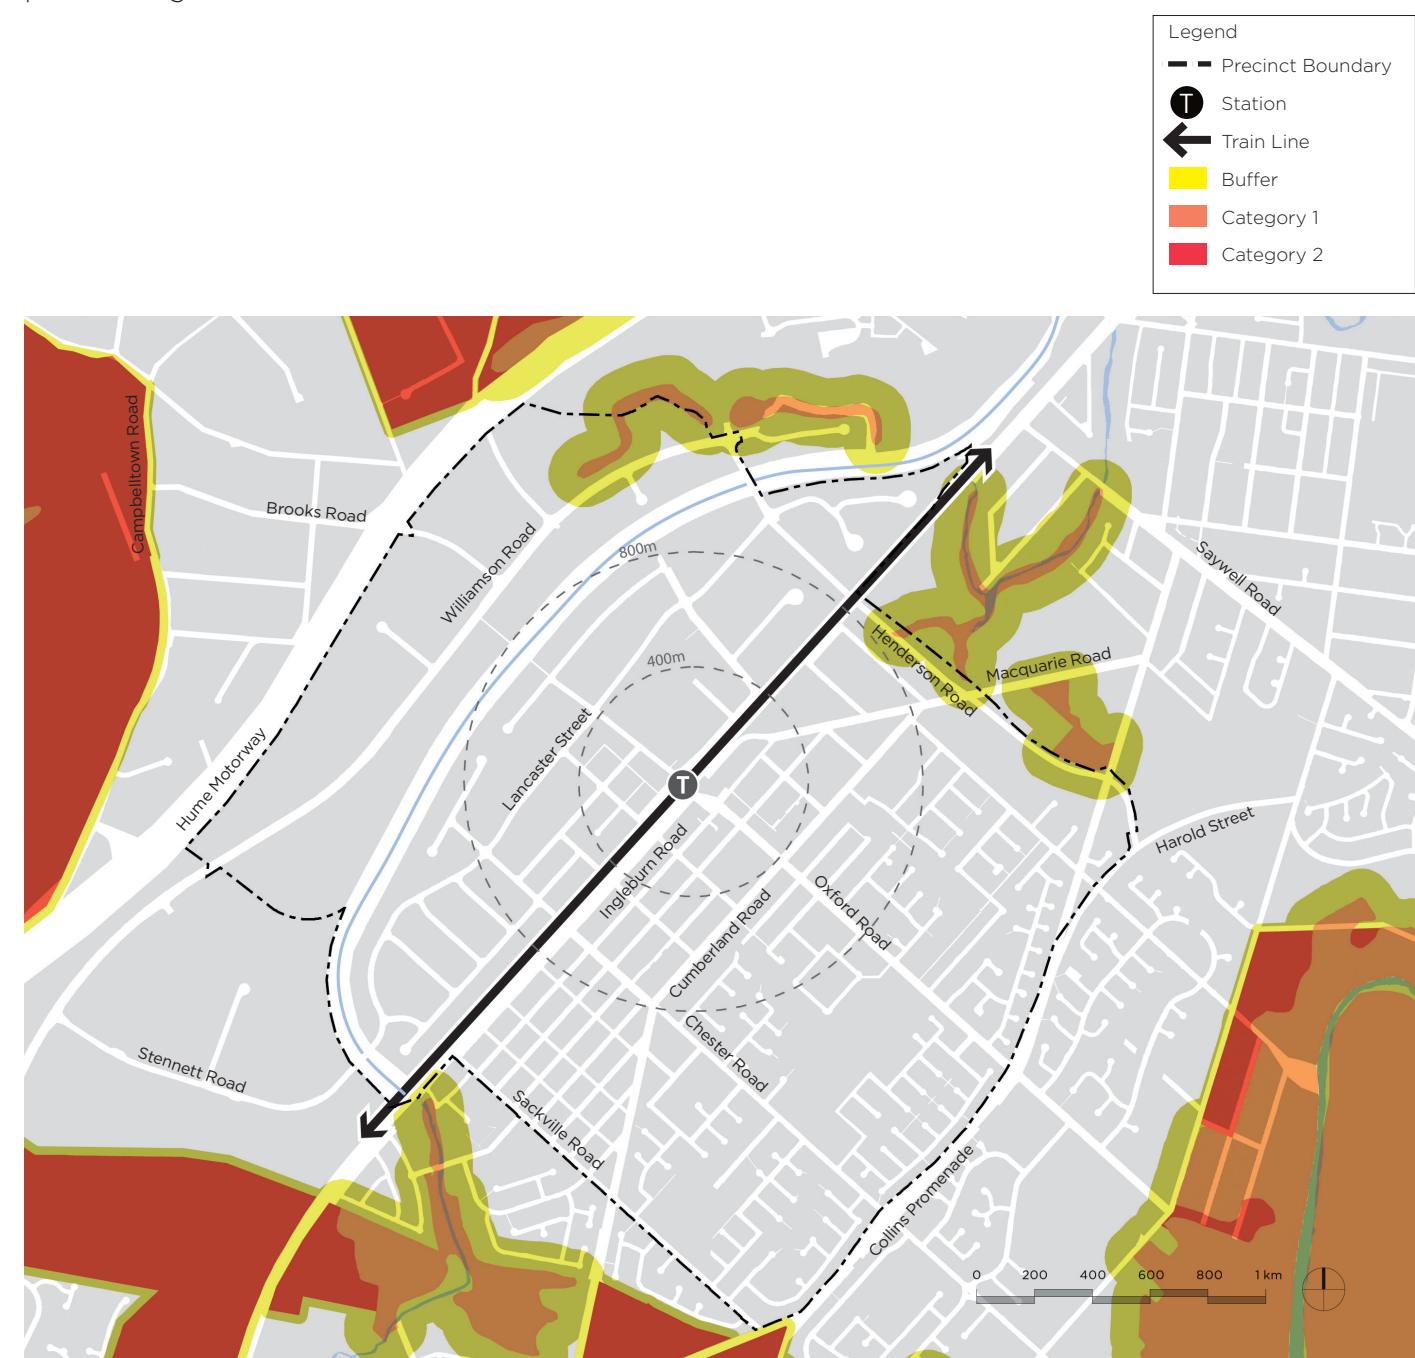 Legend
Precinct Boundary
T
Station
Train Line
Buffer
Category 1
Category 2
Campbelltown Road
Brooks Road
Williamson Road
800m
Saywell Road
400m
Henderson Road
Macquarie Road
Lancaster Street
Hume Motorway
T
Ingleburn Road
Harold Street
Oxford Road
Cumberland Road
Chester Road
Stennett Road
Sackville Road
Collins Promenade
0 200 400 600 800 1 km